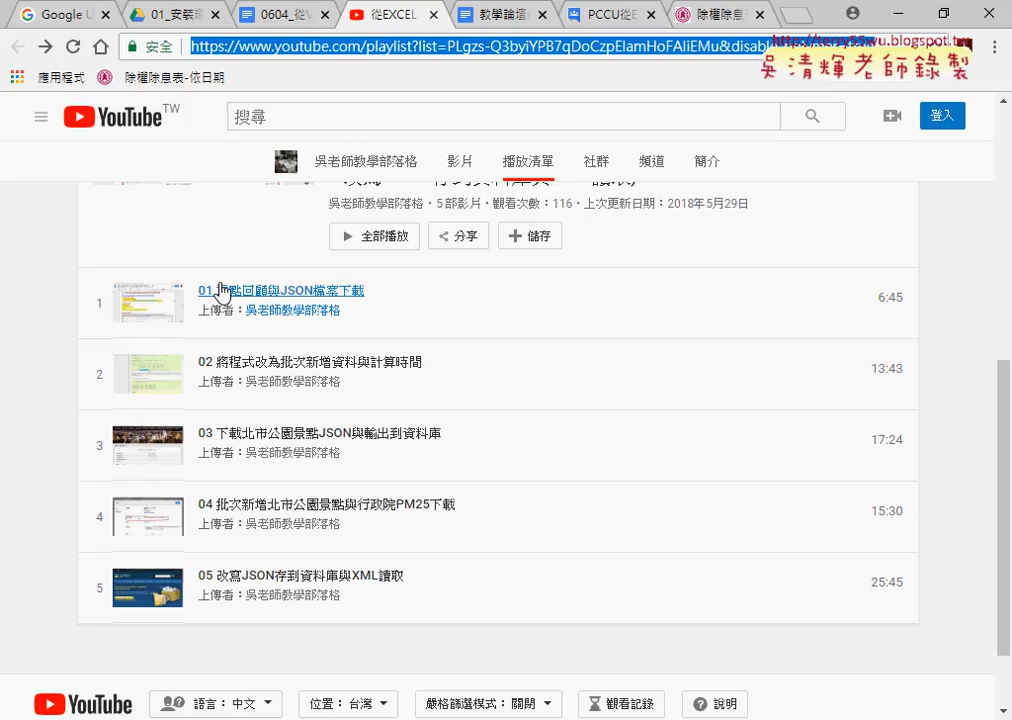 Google U
01_安裝環
0604_從V
從EXCEL
教學論壇(
PCCU從E
除權除息
安全
https://www.youtube.com/playlist?list=PLgzs-Q3byiYPB7qDoCzpElamHoFAliEMu&disabl
http://terry55wu.blogspot.tw
吳清輝老師錄製
應用程式
除權除息表-依日期
YouTube TW
搜尋
登入
吳老師教學部落格
影片
播放清單
社群
頻道
簡介
吳老師教學部落格 • 5 部影片 • 觀看次數：116 • 上次更新日期：2018年5月29日
全部播放
分享
儲存
1
01 點回顧與JSON檔案下載
6:45
上傳者：吳老師教學部落格
2
02 將程式改為批次新增資料與計算時間
13:43
上傳者：吳老師教學部落格
3
03 下載北市公園景點JSON與輸出到資料庫
17:24
上傳者：吳老師教學部落格
4
04 批次新增北市公園景點與行政院PM25下載
15:30
上傳者：吳老師教學部落格
5
05 改寫JSON存到資料庫與XML讀取
25:45
上傳者：吳老師教學部落格
YouTube
語言：中文
位置：台灣
嚴格篩選模式：關閉
觀看記錄
說明